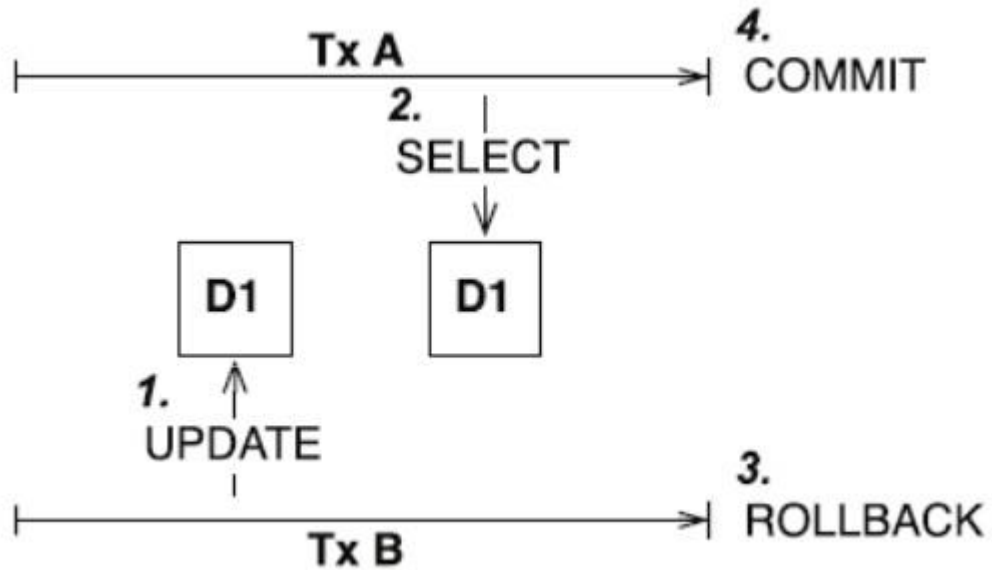 Tx A
4.
COMMIT
2.
SELECT
D1
D1
1.
UPDATE
3.
ROLLBACK
Tx B